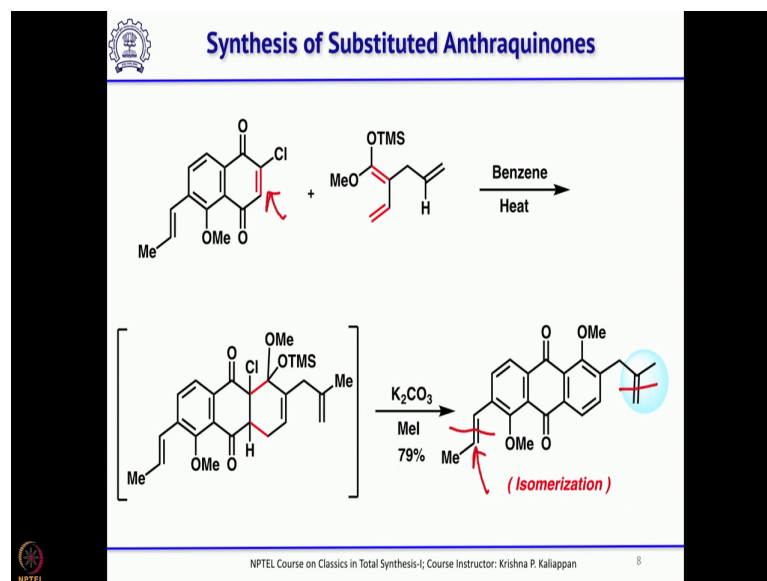 Synthesis of Substituted Anthraquinones
O
Cl
OMe O
Me
+
OTMS
MeO
H
Benzene
Heat
O
Cl
OMe
OTMS
Me
H
OMe O
Me
K2CO3
MeI
79%
O
OMe
OMe O
Me
( Isomerization )
NPTEL Course on Classics in Total Synthesis-I; Course Instructor: Krishna P. Kaliappan
8
NPTEL